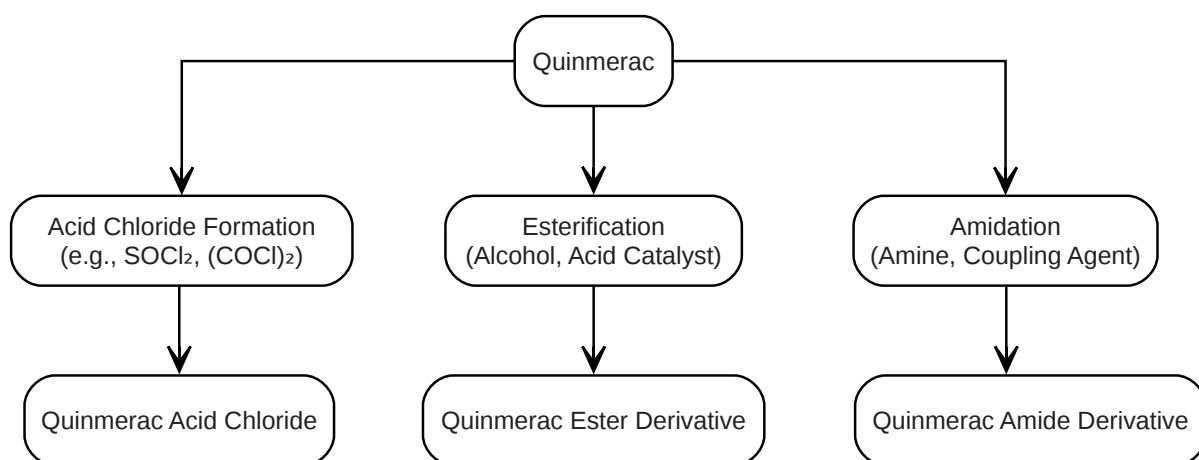 Quinmerac
Acid Chloride Formation
(e.g., SOCl₂, (COCl)₂)
Esterification
(Alcohol, Acid Catalyst)
Amidation
(Amine, Coupling Agent)
Quinmerac Acid Chloride
Quinmerac Ester Derivative
Quinmerac Amide Derivative